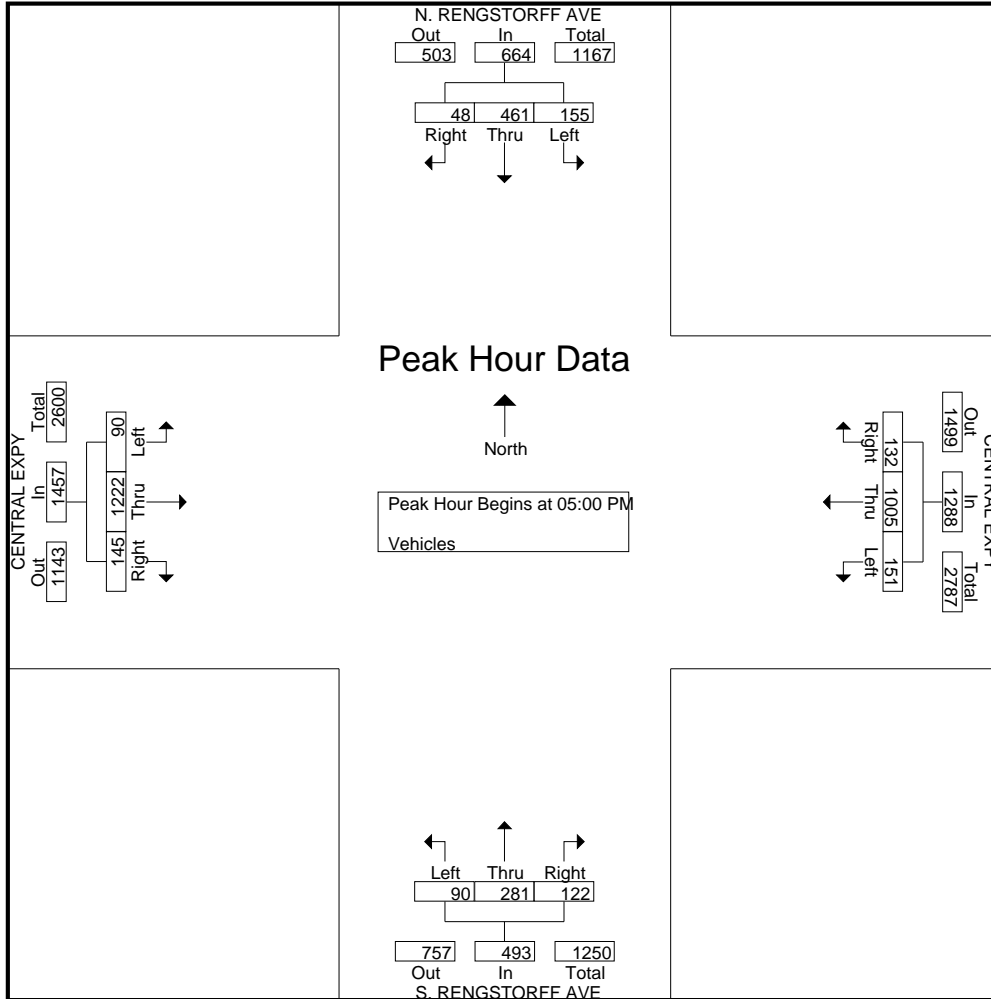 N. RENGSTORFF AVE
Out In Total
503 664 1167
48 461 155
Right Thru Left
Peak Hour Data
North
Peak Hour Begins at 05:00 PM
Vehicles
CENTRAL EXPY
Out In Total
1143 1457 2600
Right Thru Left
145 1222 90
CENTRAL EXPY
Out In Total
1499 1288 2787
Right Thru Left
132 1005 151
Left Thru Right
90 281 122
757 493 1250
Out In Total
S. RENGSTORFF AVE